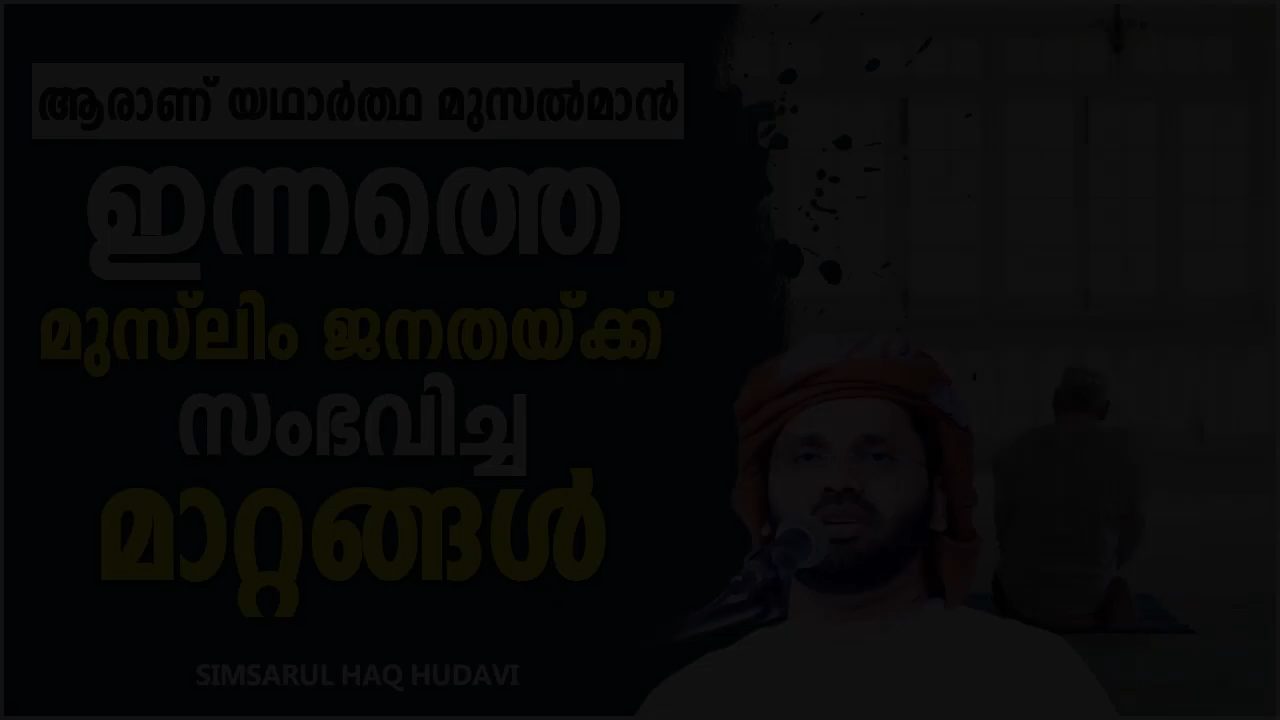 ആരാണ് യഥാർത്ഥ മുസൽമാൻ
ഇന്നത്തെ
മുസ്‌ലിം ജനതയ്ക്ക്
സംഭവിച്ച
മാറ്റങ്ങൾ
SIMSARUL HAQ HUDAVI